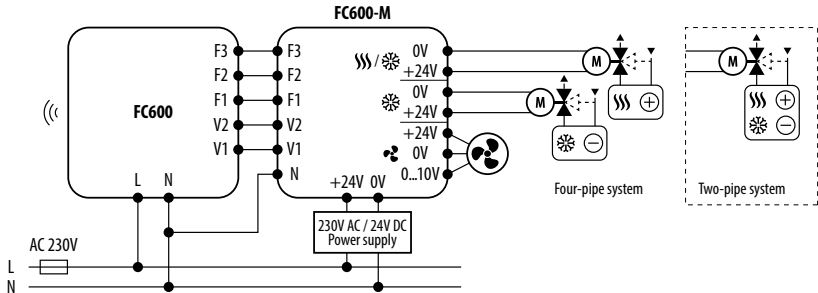 FC600-M
F3 F3 0V
/ +24V
F2 F2
0V M M
FC600 F1 F1 +24V M
V2 V2 +24V
V1 V1 0V
N 0...10V
L N +24V 0V
Four-pipe system Two-pipe system
230V AC / 24V DC
Power supply
AC 230V
L
N